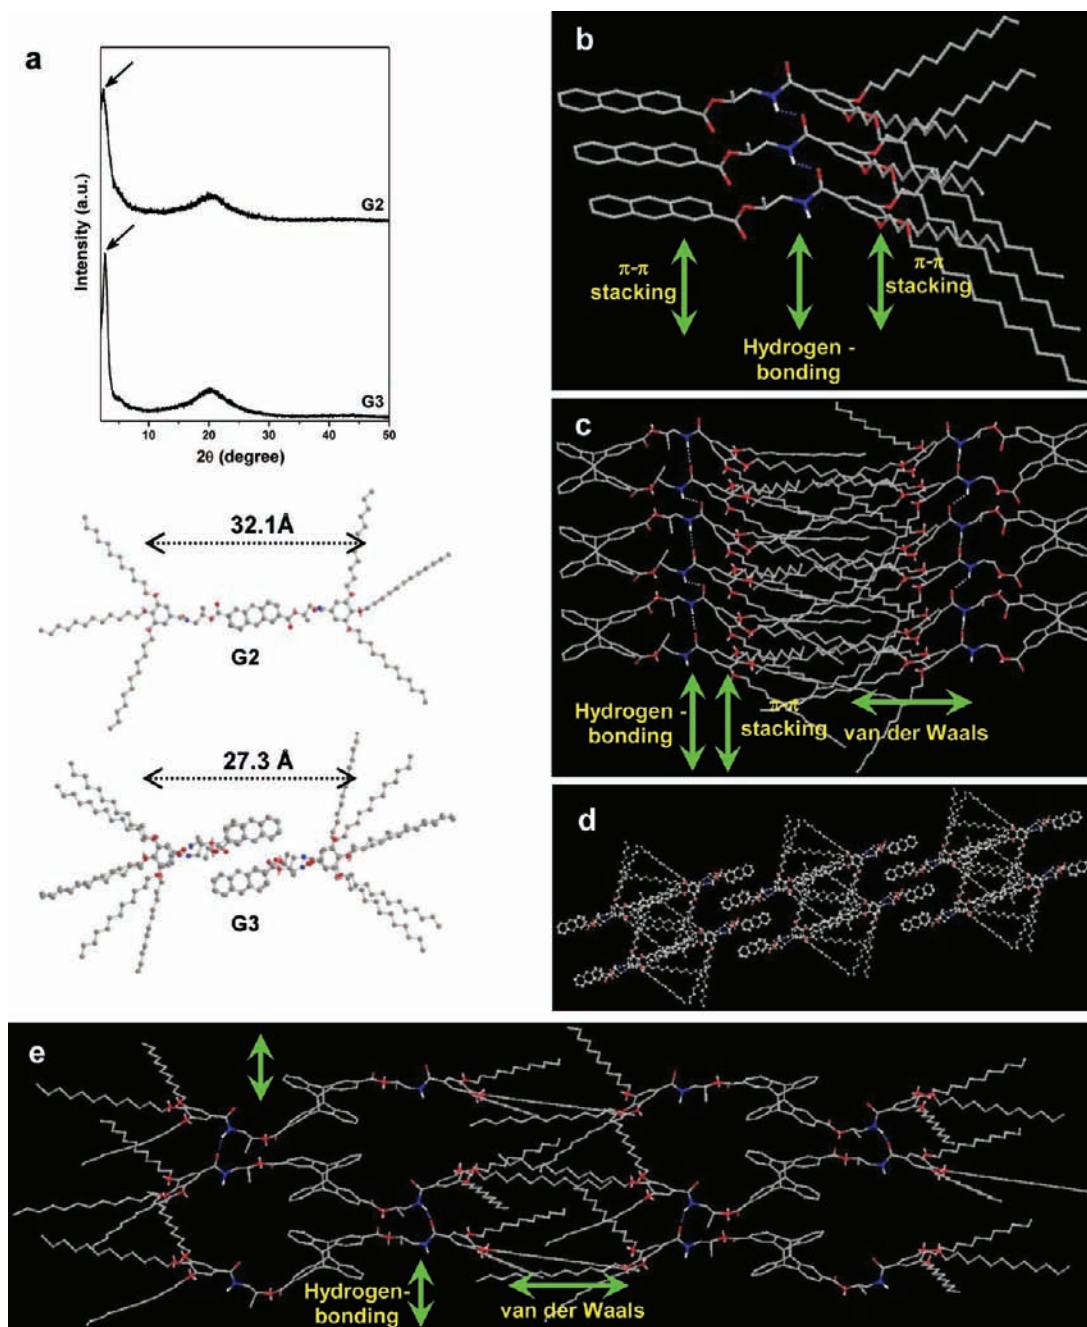 a
Intensity (a.u.)
G2
G3
10
20
30
40
50
2θ (degree)
32.1Å
G2
27.3 Å
G3
b
π-π
stacking
π-π
stacking
Hydrogen -
bonding
c
Hydrogen -
bonding
π-π
stacking
van der Waals
d
e
Hydrogen-
bonding
van der Waals